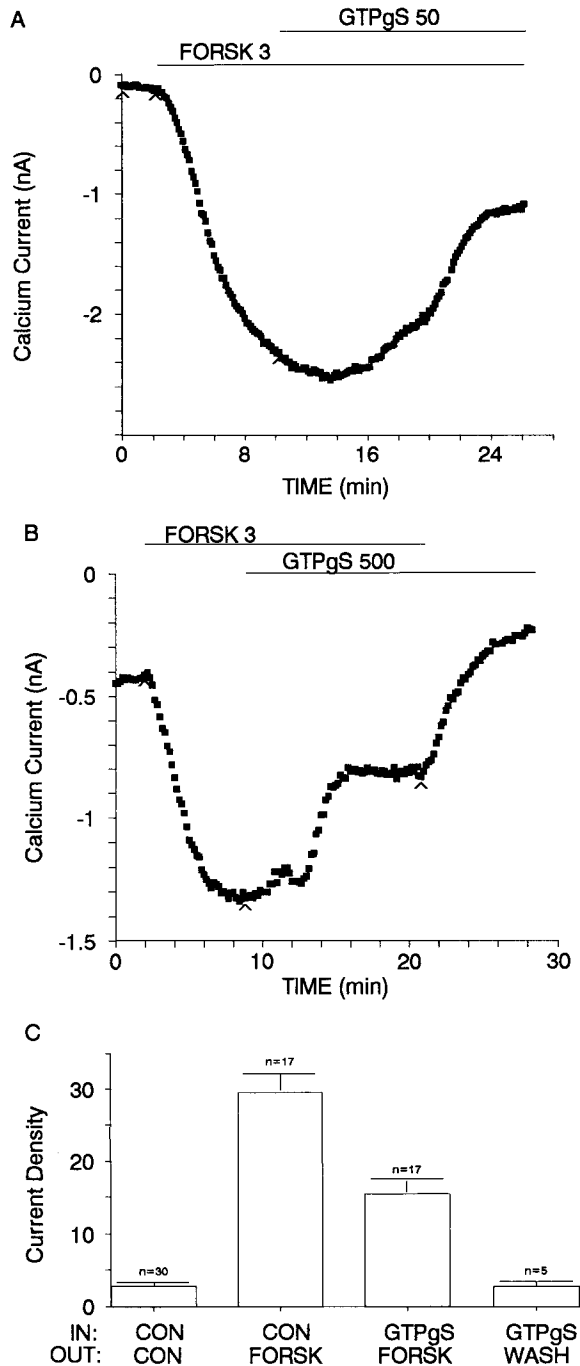 A
GTPgS 50
FORSK 3
0
-1
-2
Calcium Current (nA)
0
8
16
24
TIME (min)
B
FORSK 3
GTPgS 500
0
-0.5
-1
-1.5
Calcium Current (nA)
0
10
20
30
TIME (min)
C
30
20
10
0
Current Density
n=30
n=17
n=17
n=5
IN: CON CON GTPgS GTPgS
OUT: CON FORSK FORSK WASH